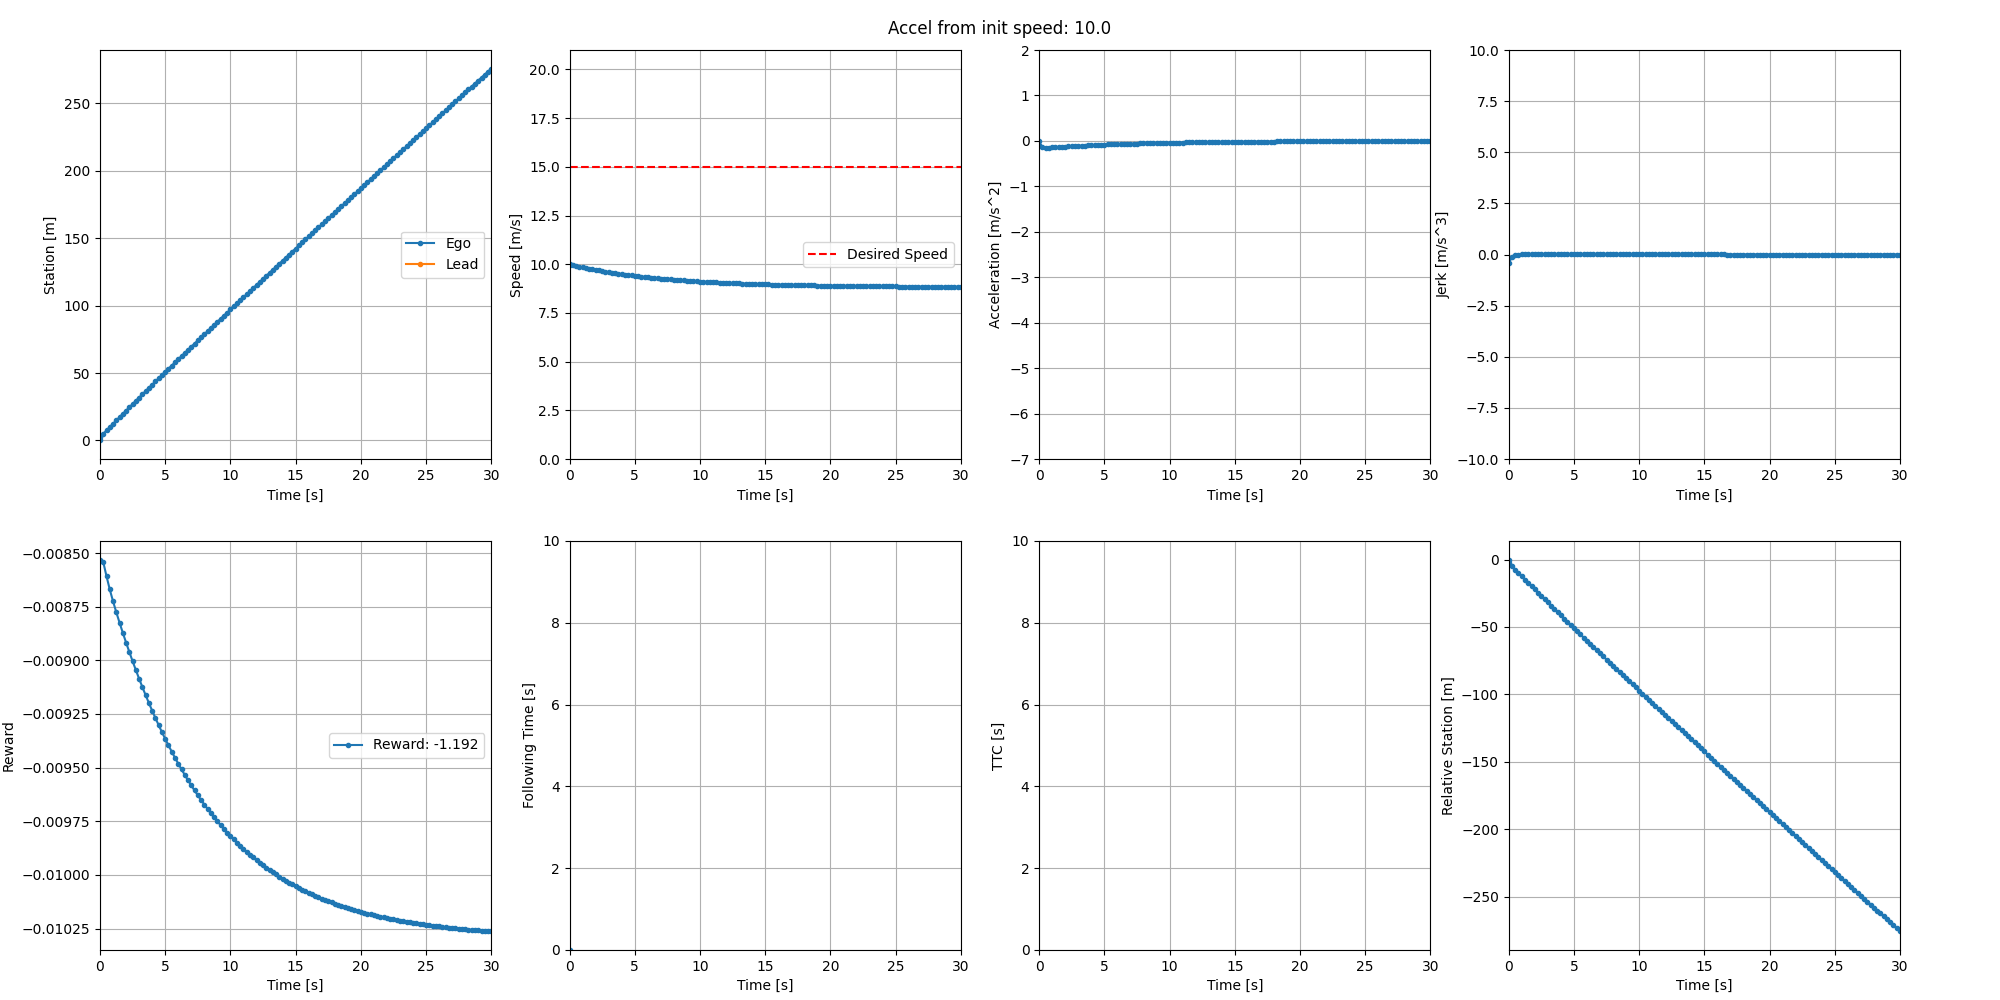 Accel from init speed: 10.0
Station [m]
250
200
150
100
50
0
Ego
Lead
0 5 10 15 20 25 30
Time [s]
Speed [m/s]
20.0
17.5
15.0
12.5
10.0
7.5
5.0
2.5
0.0
Desired Speed
0 5 10 15 20 25 30
Time [s]
Acceleration [m/s^2]
2
1
0
−1
−2
−3
−4
−5
−6
−7
0 5 10 15 20 25 30
Time [s]
Jerk [m/s^3]
10.0
7.5
5.0
2.5
0.0
−2.5
−5.0
−7.5
−10.0
0 5 10 15 20 25 30
Time [s]
Reward
−0.00850
−0.00875
−0.00900
−0.00925
−0.00950
−0.00975
−0.01000
−0.01025
Reward: -1.192
0 5 10 15 20 25 30
Time [s]
Following Time [s]
10
8
6
4
2
0
0 5 10 15 20 25 30
Time [s]
TTC [s]
10
8
6
4
2
0
0 5 10 15 20 25 30
Time [s]
Relative Station [m]
0
−50
−100
−150
−200
−250
0 5 10 15 20 25 30
Time [s]